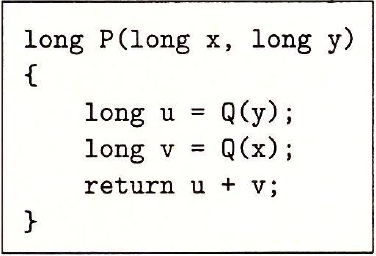 long P(long x, long y)
{
long u = Q(y);
long v = Q(x);
return u + v;
}